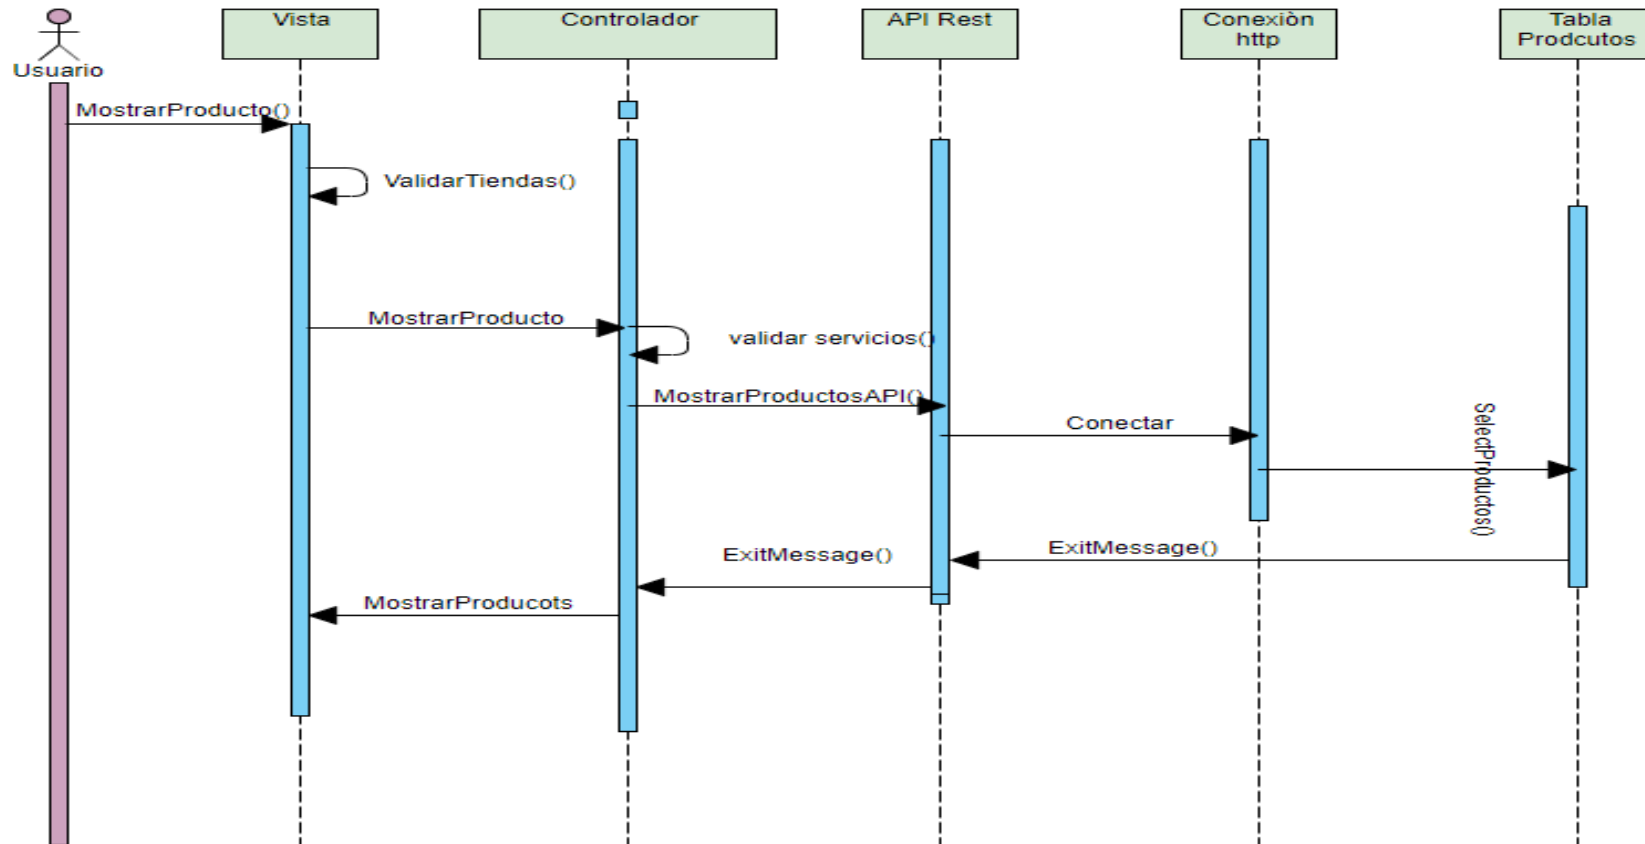 Usuario
Vista
Controlador
API Rest
Conexiòn
http
Tabla
Prodcutos
MostrarProducto()
ValidarTiendas()
MostrarProducto
validar servicios()
MostrarProductosAPI()
Conectar
SelectProductos()
ExitMessage()
ExitMessage()
MostrarProducots